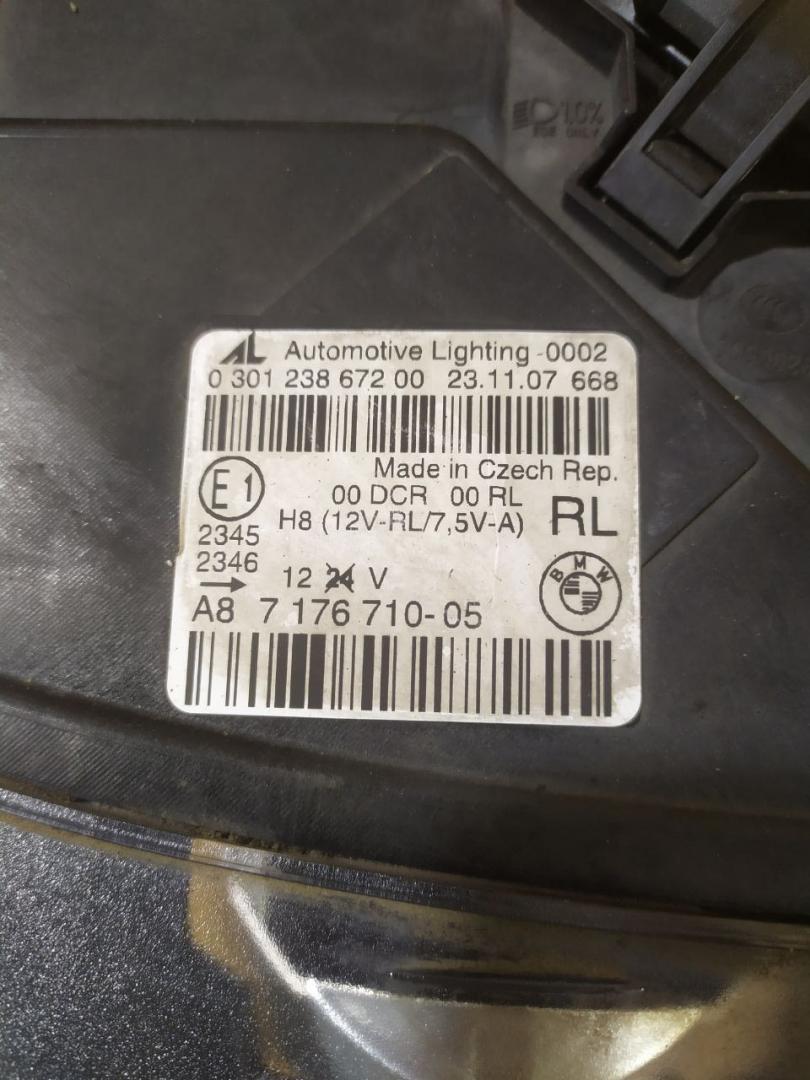 1.0%
AL Automotive Lighting -0002
0 301 238 672 00 23.11.07 668
Made in Czech Rep.
E1 00 DCR 00 RL
2345 H8 (12V-RL/7,5V-A) RL
2346
12 24 V BMW
A8 7 176 710-05